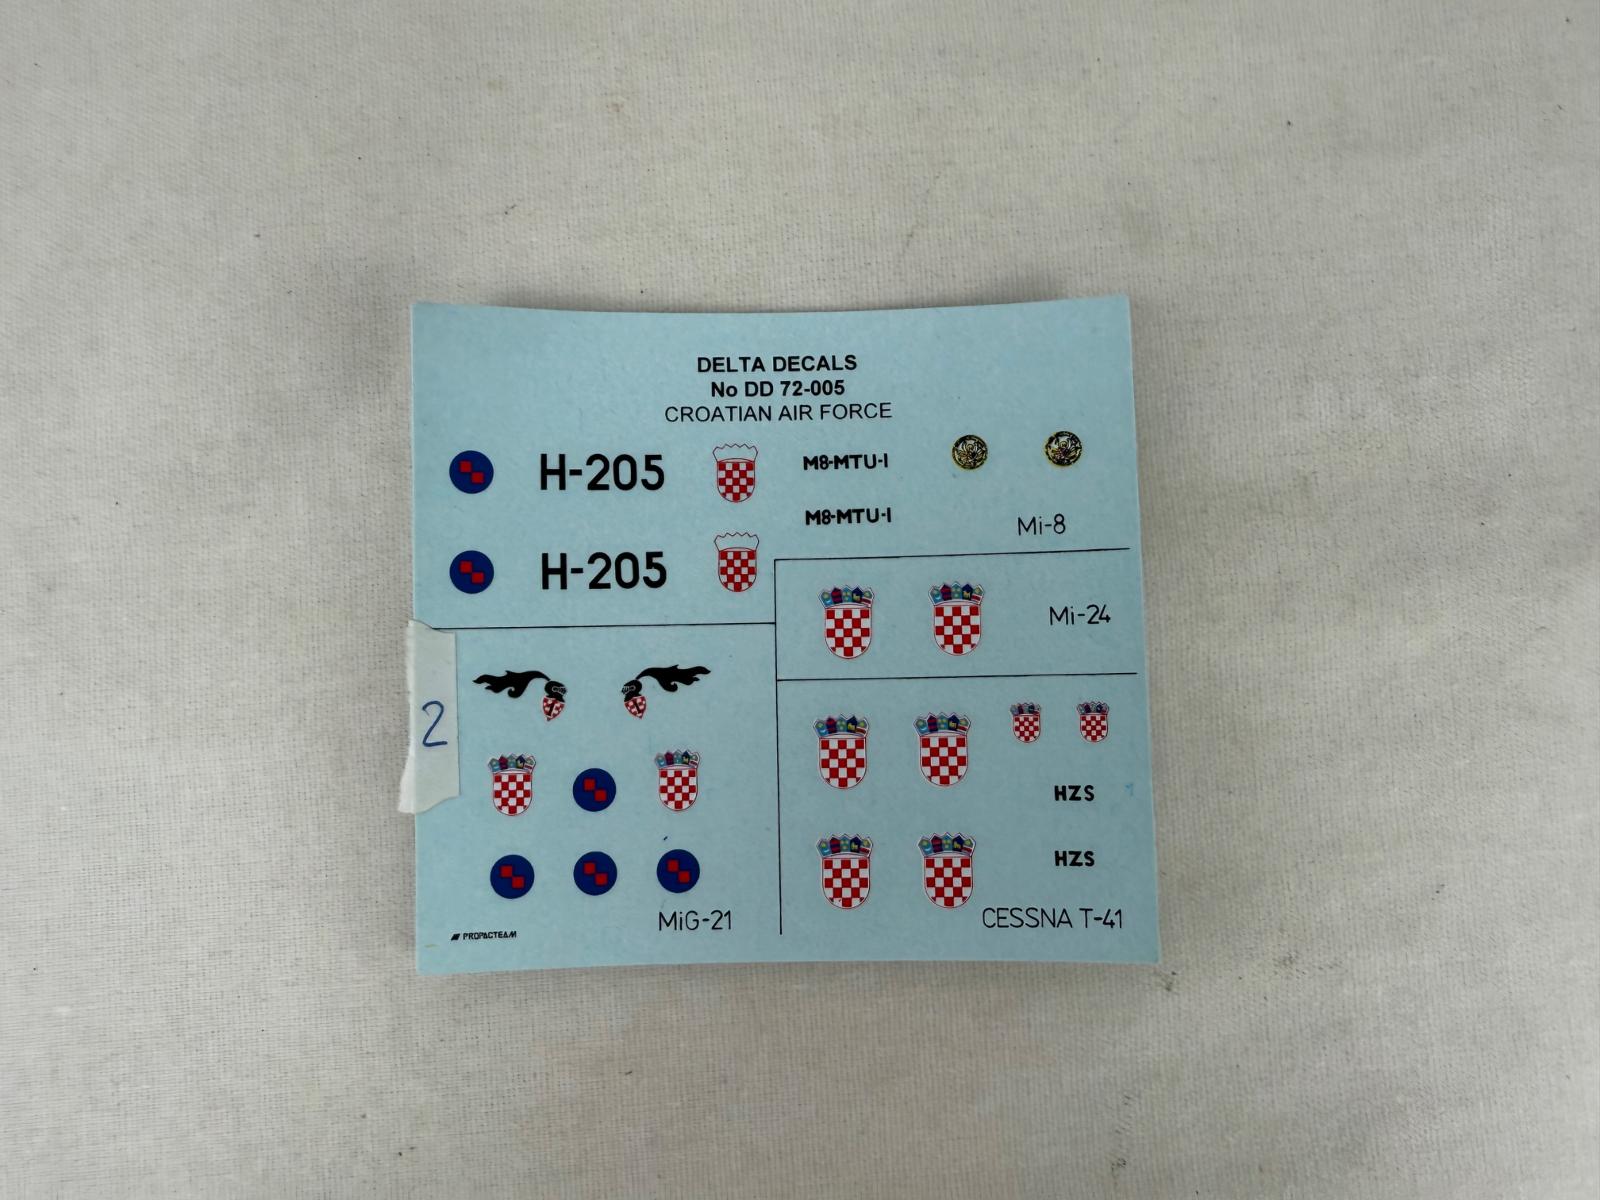 DELTA DECALS
No DD 72-005
CROATIAN AIR FORCE
H-205
M8-MTU-I
M8-MTU-I
Mi-8
H-205
Mi-24
2
HZS
HZS
MiG-21
CESSNA T-41
PROPAGTEAM